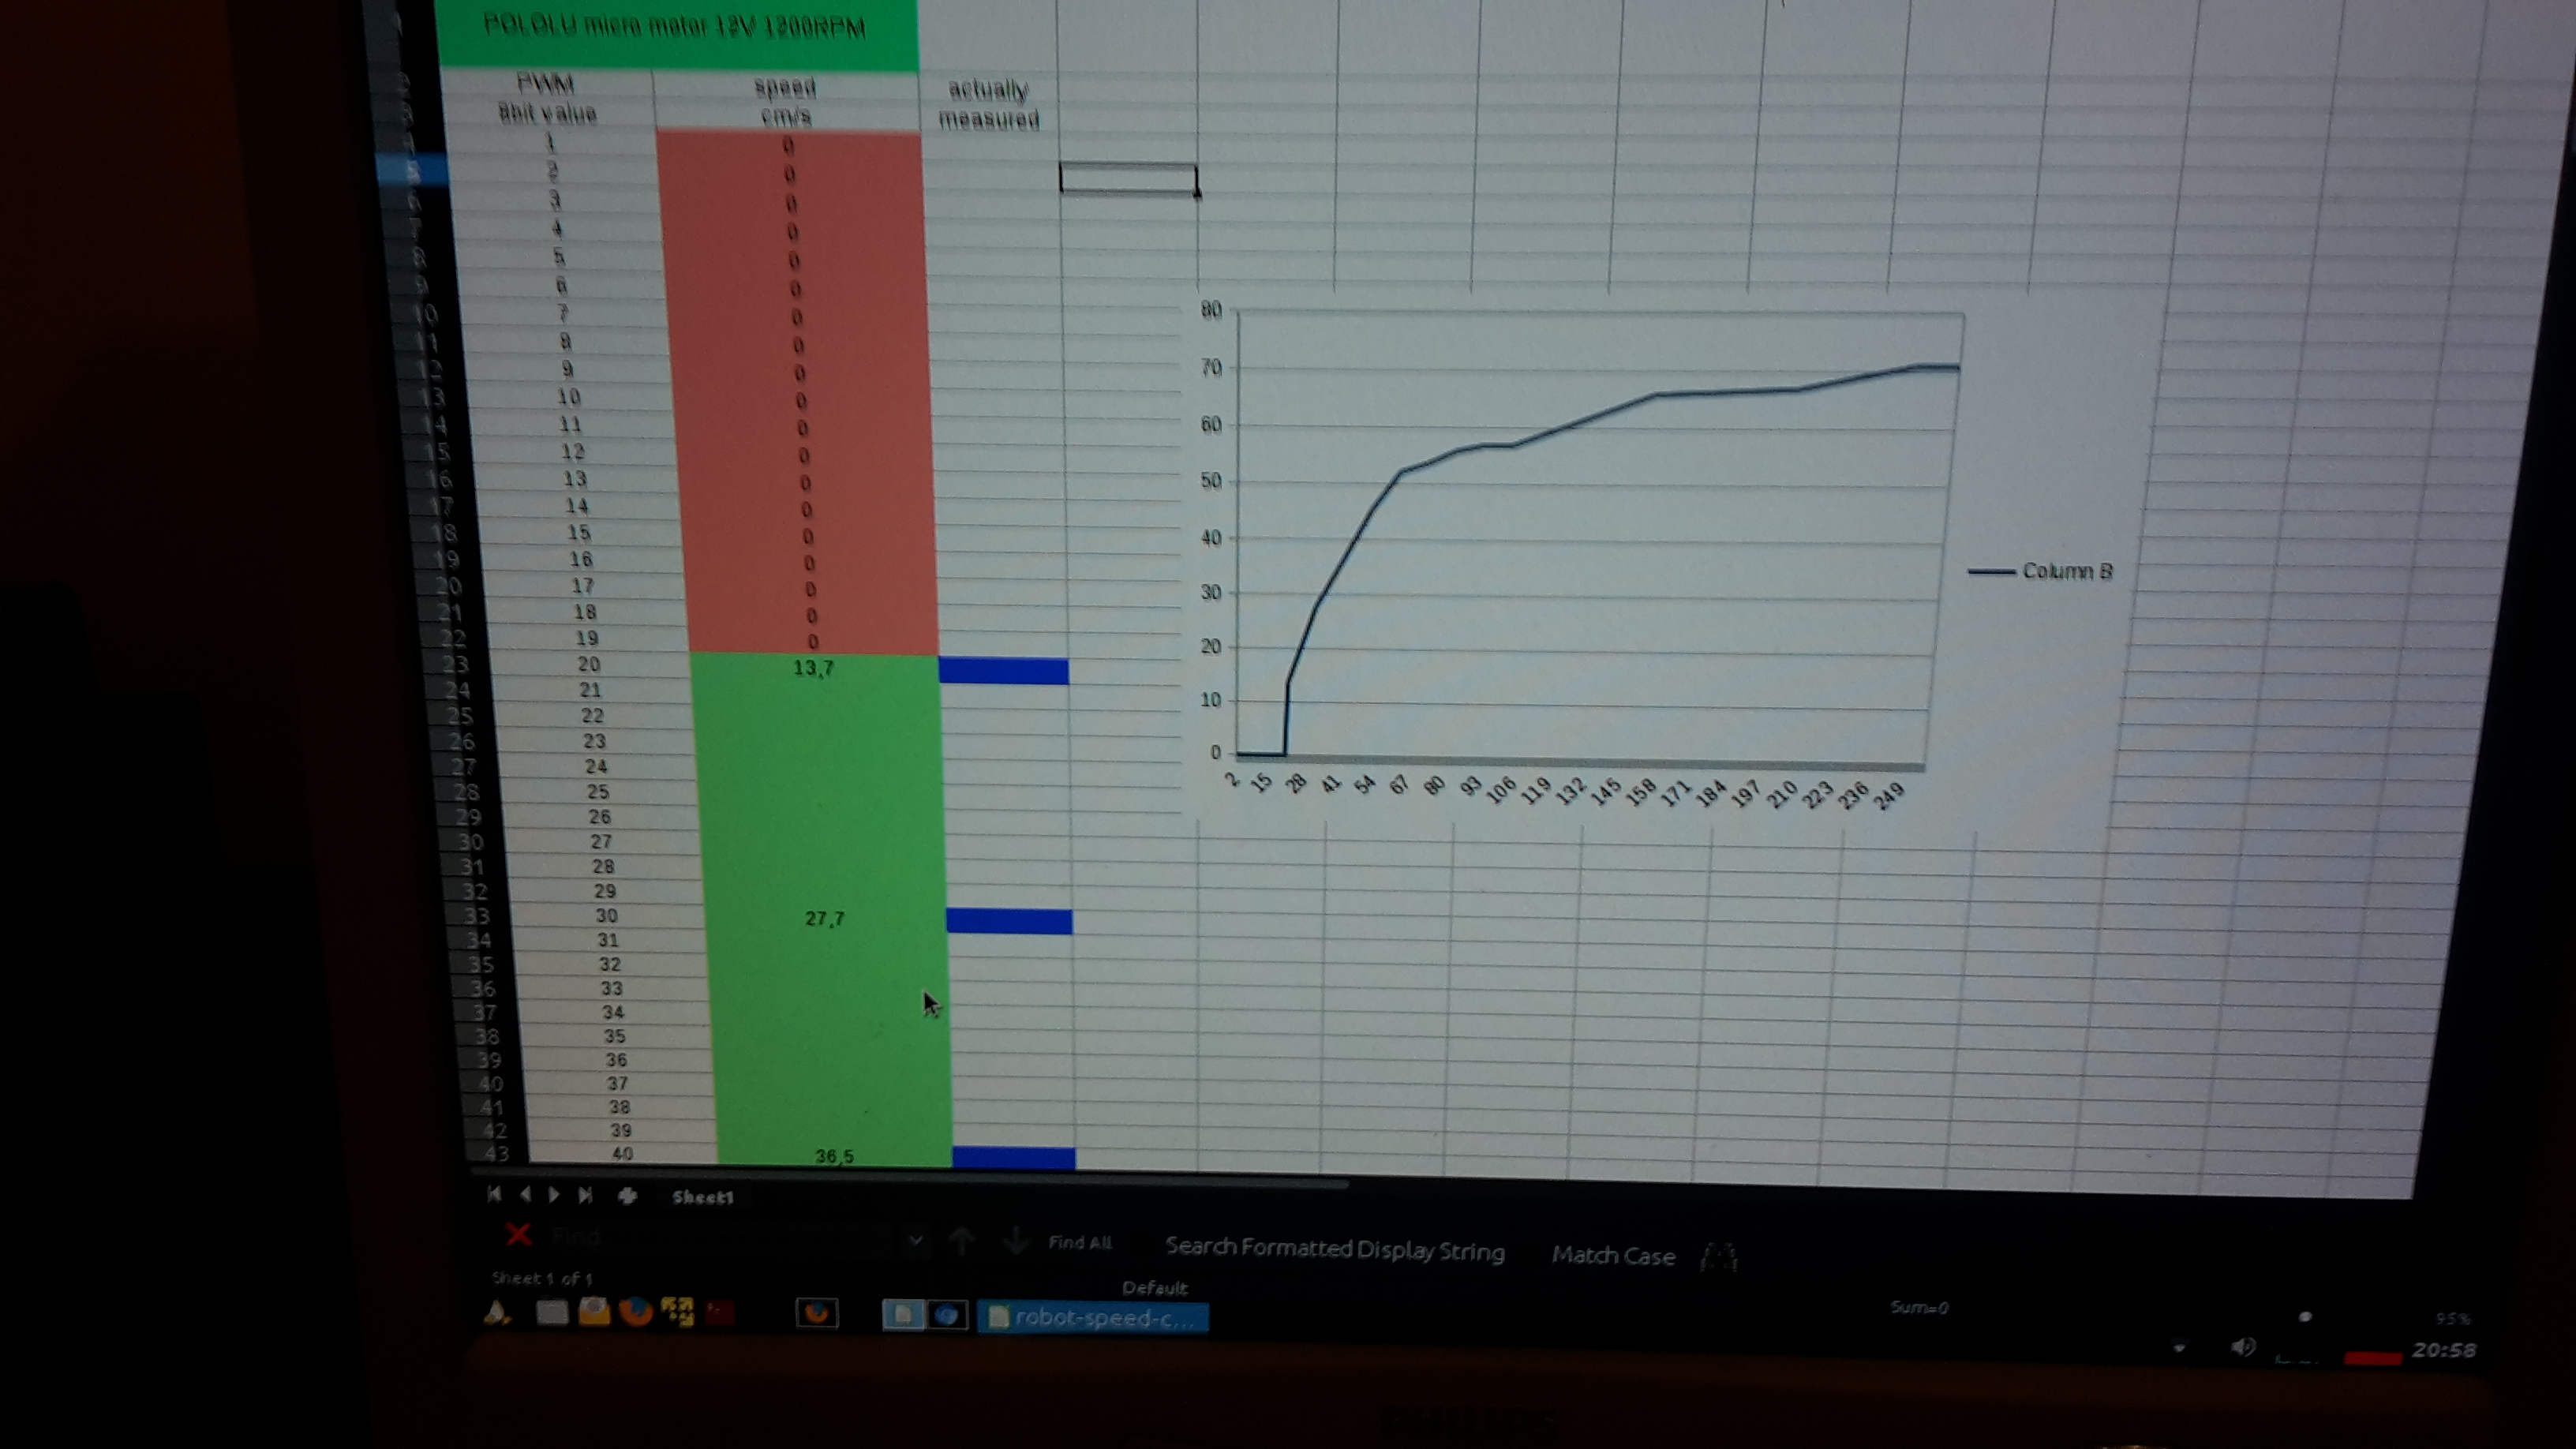 POLOLU micro motor 12V 1200RPM
PWM speed actually
8bit value cm/s measured
1 0
5 2 0
6 3 0
7 4 0
8 5 0
9 6 0
10 7 0
11 8 0
12 9 0
13 10 0
14 11 0
15 12 0
16 13 0
17 14 0
18 15 0
19 16 0
20 17 0
21 18 0
22 19 0
23 20 13,7
24 21
25 22
26 23
27 24
28 25
29 26
30 27
31 28
32 29
33 30 27,7
34 31
35 32
36 33
37 34
38 35
39 36
40 37
41 38
42 39
43 40 36,5
80
70
60
50
40
30
20
10
0
2 15 28 41 54 67 80 93 106 119 132 145 158 171 184 197 210 223 236 249
Column B
Sheet1
Find Find All Search Formatted Display String Match Case
Sheet 1 of 1 Default Sum=0 95%
robot-speed-c...
20:58
PHILIPS